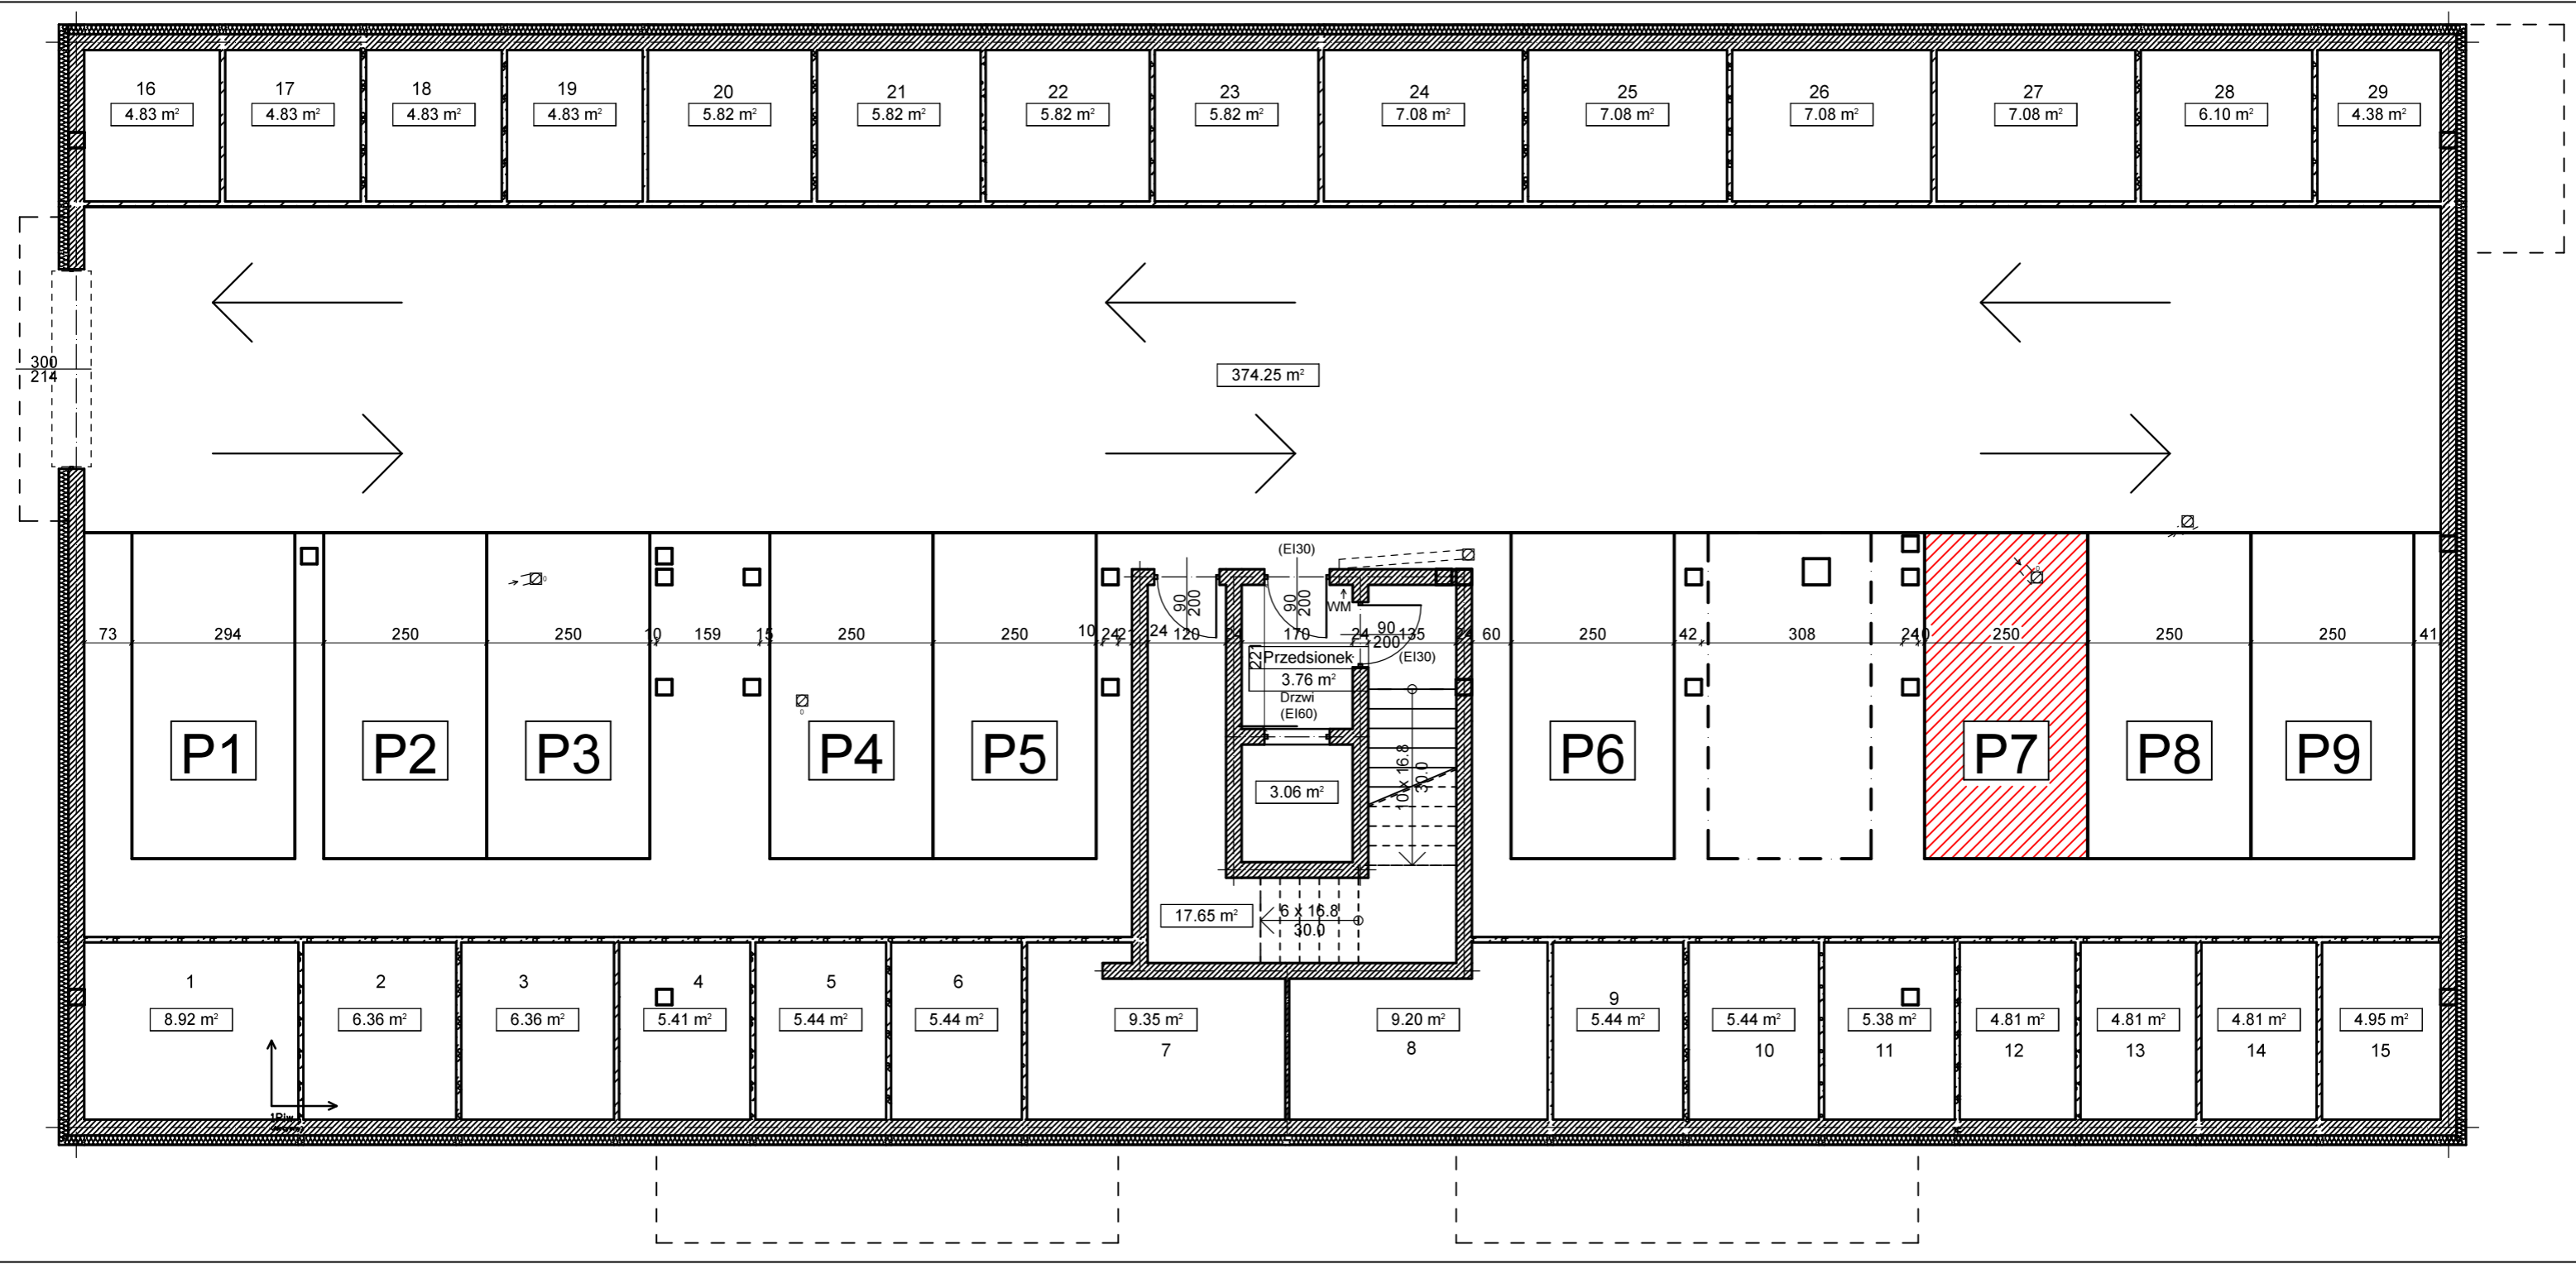 16 17 18 19 20 21 22 23 24 25 26 27 28 29
4.83 m² 4.83 m² 4.83 m² 4.83 m² 5.82 m² 5.82 m² 5.82 m² 5.82 m² 7.08 m² 7.08 m² 7.08 m² 7.08 m² 6.10 m² 4.38 m²
300
214
374.25 m²
(EI30)
90
200
90
200
WM
90
200
(EI30)
73 294 250 250 10 159 15 250 250 10 24 24 120 170 24 135 60 250 42 308 24 250 250 250 41
221
Przedsionek
3.76 m²
Drzwi
(EI60)
P1 P2 P3 P4 P5 P6 P7 P8 P9
10 x 16.8
30.0
3.06 m²
17.65 m²
6 x 16.8
30.0
1 2 3 4 5 6 9
8.92 m² 6.36 m² 6.36 m² 5.41 m² 5.44 m² 5.44 m² 9.35 m² 9.20 m² 5.44 m² 5.44 m² 5.38 m² 4.81 m² 4.81 m² 4.81 m² 4.95 m²
7 8 10 11 12 13 14 15